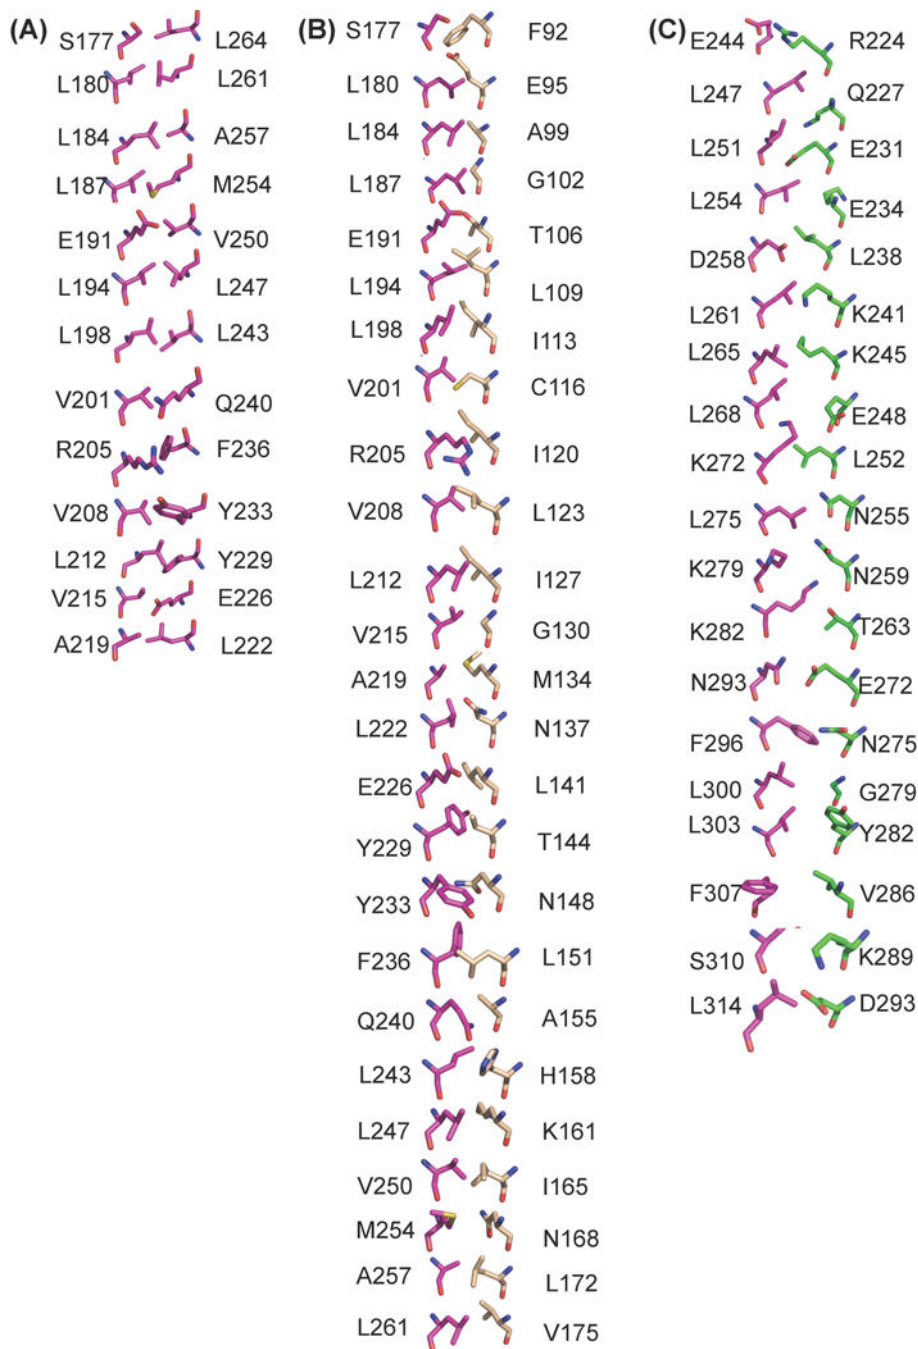 (A)
S177 L264
L180 L261
L184 A257
L187 M254
E191 V250
L194 L247
L198 L243
V201 Q240
R205 F236
V208 Y233
L212 Y229
V215 E226
A219 L222
(B)
S177 F92
L180 E95
L184 A99
L187 G102
E191 T106
L194 L109
L198 I113
V201 C116
R205 I120
V208 L123
L212 I127
V215 G130
A219 M134
L222 N137
E226 L141
Y229 T144
Y233 N148
F236 L151
Q240 A155
L243 H158
L247 K161
V250 I165
M254 N168
A257 L172
L261 V175
(C)
E244 R224
L247 Q227
L251 E231
L254 E234
D258 L238
L261 K241
L265 K245
L268 E248
K272 L252
L275 N255
K279 N259
K282 T263
N293 E272
F296 N275
L300 G279
L303 Y282
F307 V286
S310 K289
L314 D293